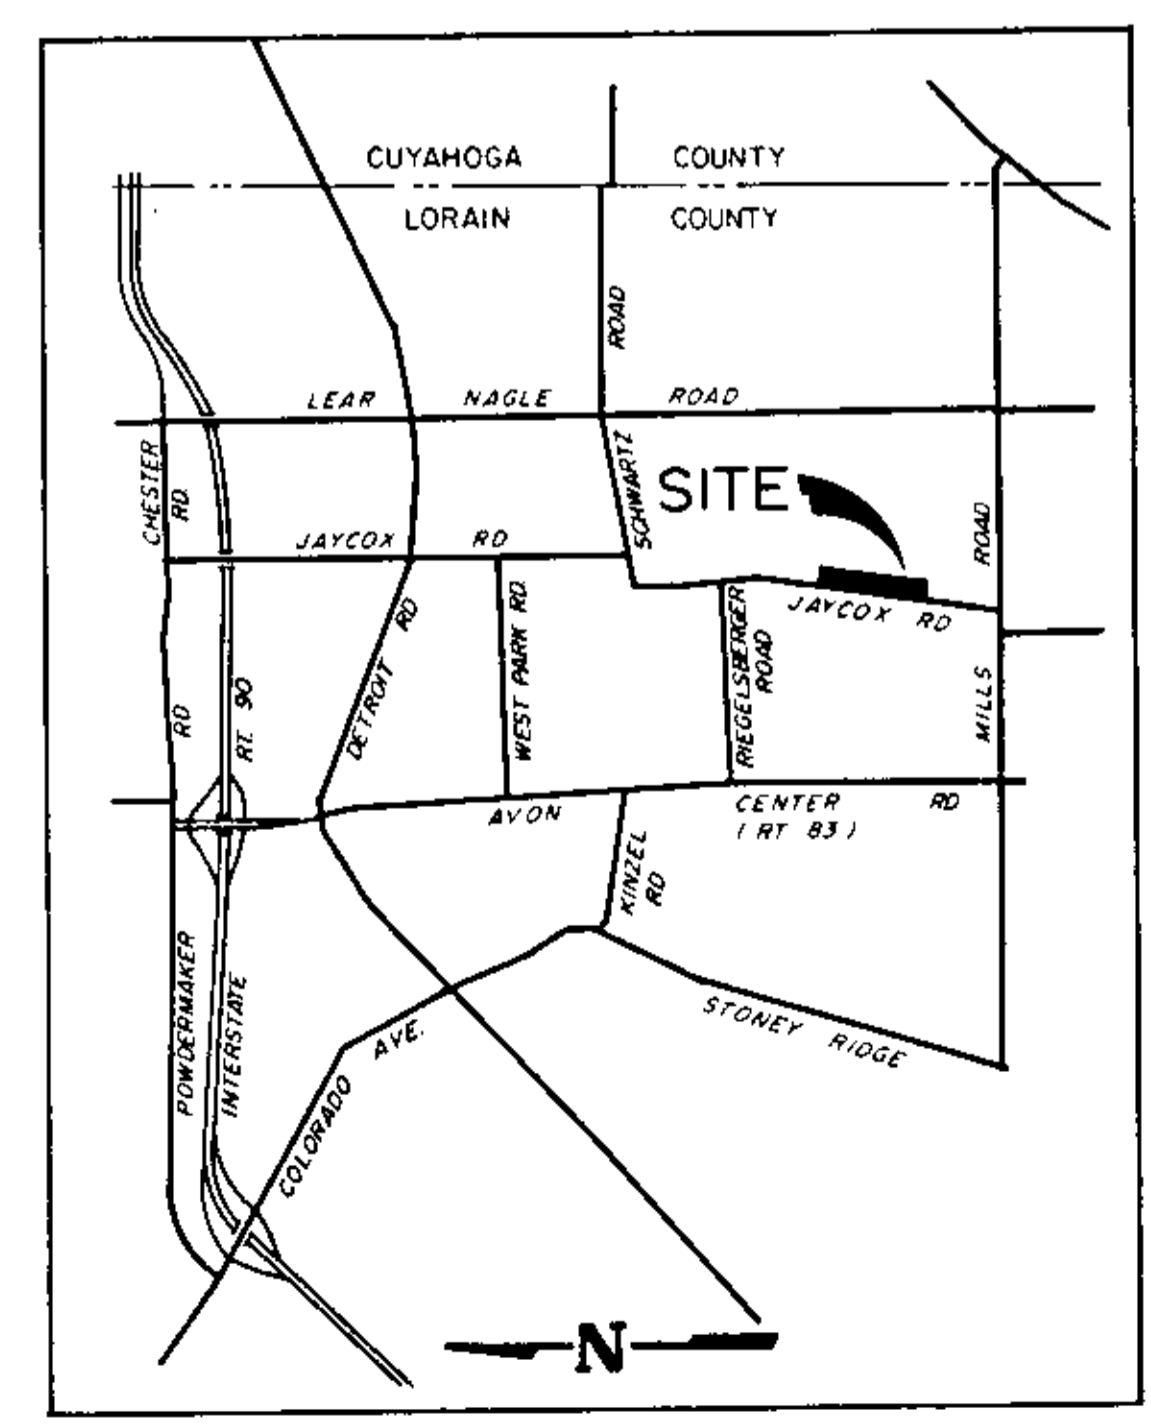 CUYAHOGA COUNTY
LORAIN COUNTY
ROAD
LEAR NAGLE ROAD
CHESTER
RD.
SCHWARTZ
SITE
ROAD
JAYCOX RD
JAYCOX RD
DETROIT RD
WEST PARK RD.
RIEGELSBERGER
ROAD
MILLS
RD
RT. 90
AVON CENTER RD
( RT 83 )
KINZEL
RD
POWDERMAKER
INTERSTATE
COLORADO AVE.
STONEY RIDGE
N